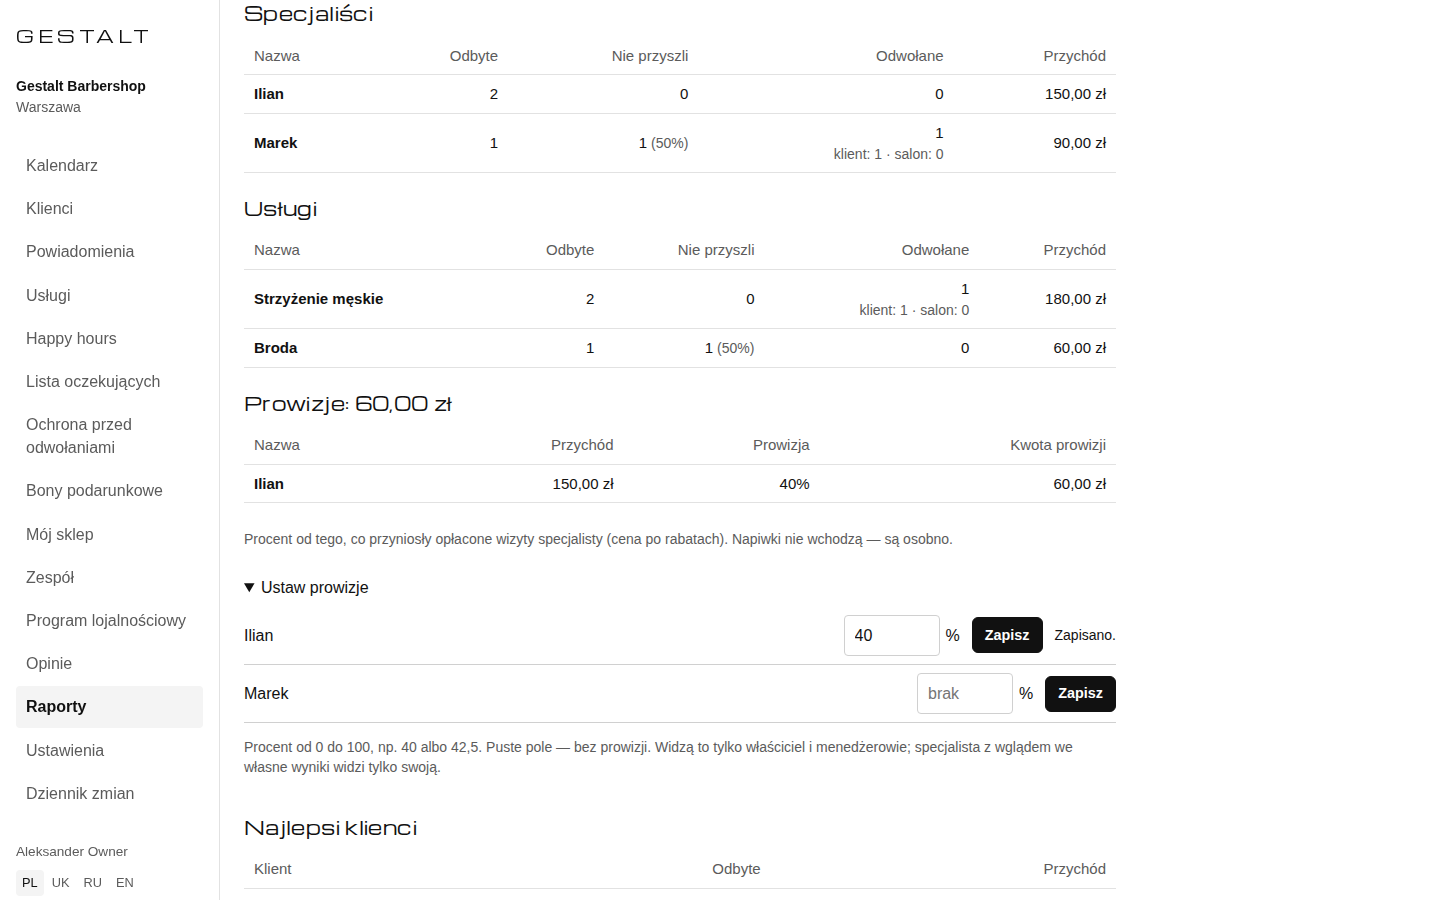 GESTALT
Gestalt Barbershop
Warszawa
Kalendarz
Klienci
Powiadomienia
Usługi
Happy hours
Lista oczekujących
Ochrona przed
odwołaniami
Bony podarunkowe
Mój sklep
Zespół
Program lojalnościowy
Opinie
Raporty
Ustawienia
Dziennik zmian
Aleksander Owner
PL UK RU EN
Specjaliści
Nazwa Odbyte Nie przyszli Odwołane Przychód
Ilian 2 0 0 150,00 zł
Marek 1 1 (50%) 1 90,00 zł
klient: 1 · salon: 0
Usługi
Nazwa Odbyte Nie przyszli Odwołane Przychód
Strzyżenie męskie 2 0 1 180,00 zł
klient: 1 · salon: 0
Broda 1 1 (50%) 0 60,00 zł
Prowizje: 60,00 zł
Nazwa Przychód Prowizja Kwota prowizji
Ilian 150,00 zł 40% 60,00 zł
Procent od tego, co przyniosły opłacone wizyty specjalisty (cena po rabatach). Napiwki nie wchodzą — są osobno.
▼ Ustaw prowizje
Ilian 40 % Zapisz Zapisano.
Marek brak % Zapisz
Procent od 0 do 100, np. 40 albo 42,5. Puste pole — bez prowizji. Widzą to tylko właściciel i menedżerowie; specjalista z wglądem we
własne wyniki widzi tylko swoją.
Najlepsi klienci
Klient Odbyte Przychód